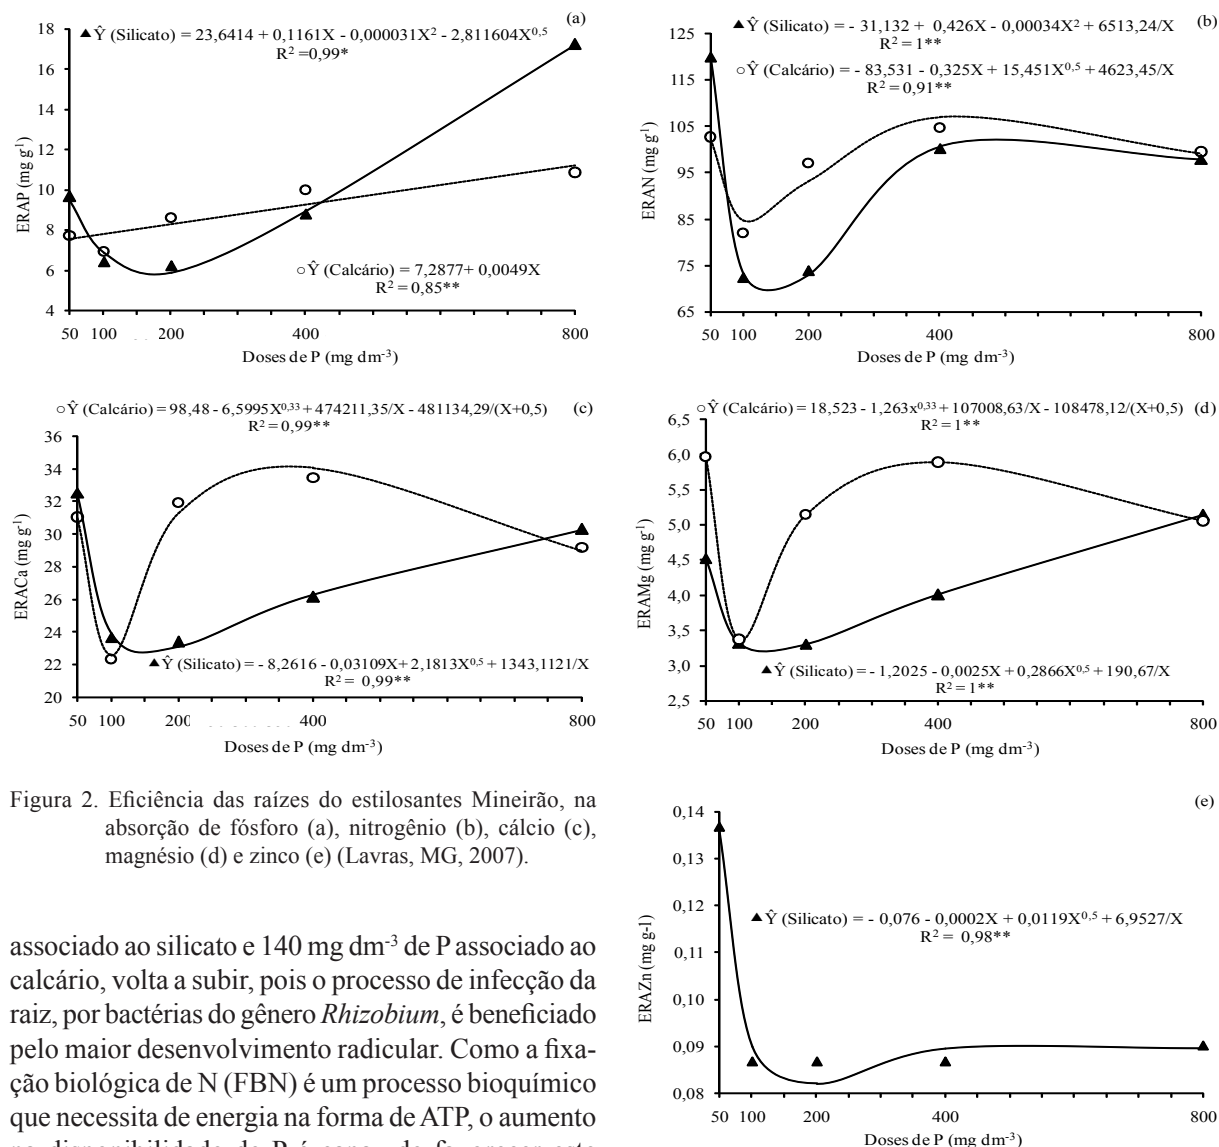 (a)
▲ Ŷ (Silicato) = 23,6414 + 0,1161X - 0,000031X² - 2,811604X⁰,⁵
R² =0,99*
18
16
14
12
10
8
6
4
ERAP (mg g⁻¹)
○ Ŷ (Calcário) = 7,2877+ 0,0049X
R² = 0,85**
50 100 200 400 800
Doses de P (mg dm⁻³)
(b)
▲ Ŷ (Silicato) = - 31,132 + 0,426X - 0,00034X² + 6513,24/X
R² = 1**
○ Ŷ (Calcário) = - 83,531 - 0,325X + 15,451X⁰,⁵ + 4623,45/X
R² = 0,91**
125
115
105
95
85
75
65
ERAN (mg g⁻¹)
50 100 200 400 800
Doses de P (mg dm⁻³)
○ Ŷ (Calcário) = 98,48 - 6,5995X⁰,³³ + 474211,35/X - 481134,29/(X+0,5)
R² = 0,99**
(c)
36
34
32
30
28
26
24
22
20
ERACa (mg g⁻¹)
▲ Ŷ (Silicato) = - 8,2616 - 0,03109X+ 2,1813X⁰,⁵ + 1343,1121/X
R² = 0,99**
50 100 200 400 800
Doses de P (mg dm⁻³)
○ Ŷ (Calcário) = 18,523 - 1,263x⁰,³³ + 107008,63/X - 108478,12/(X+0,5)
R² = 1**
(d)
6,5
6,0
5,5
5,0
4,5
4,0
3,5
3,0
2,5
ERAMg (mg g⁻¹)
▲ Ŷ (Silicato) = - 1,2025 - 0,0025X + 0,2866X⁰,⁵ + 190,67/X
R² = 1**
50 100 200 400 800
Doses de P (mg dm⁻³)
Figura 2. Eficiência das raízes do estilosantes Mineirão, na
absorção de fósforo (a), nitrogênio (b), cálcio (c),
magnésio (d) e zinco (e) (Lavras, MG, 2007).
associado ao silicato e 140 mg dm⁻³ de P associado ao
calcário, volta a subir, pois o processo de infecção da
raiz, por bactérias do gênero Rhizobium, é beneficiado
pelo maior desenvolvimento radicular. Como a fixa-
ção biológica de N (FBN) é um processo bioquímico
que necessita de energia na forma de ATP, o aumento
(e)
0,14
0,13
0,12
0,11
0,10
0,09
0,08
ERAZn (mg g-1)
▲ Ŷ (Silicato) = - 0,076 - 0,0002X + 0,0119X⁰,⁵ + 6,9527/X
R² = 0,98**
50 100 200 400 800
Doses de P (mg dm⁻³)